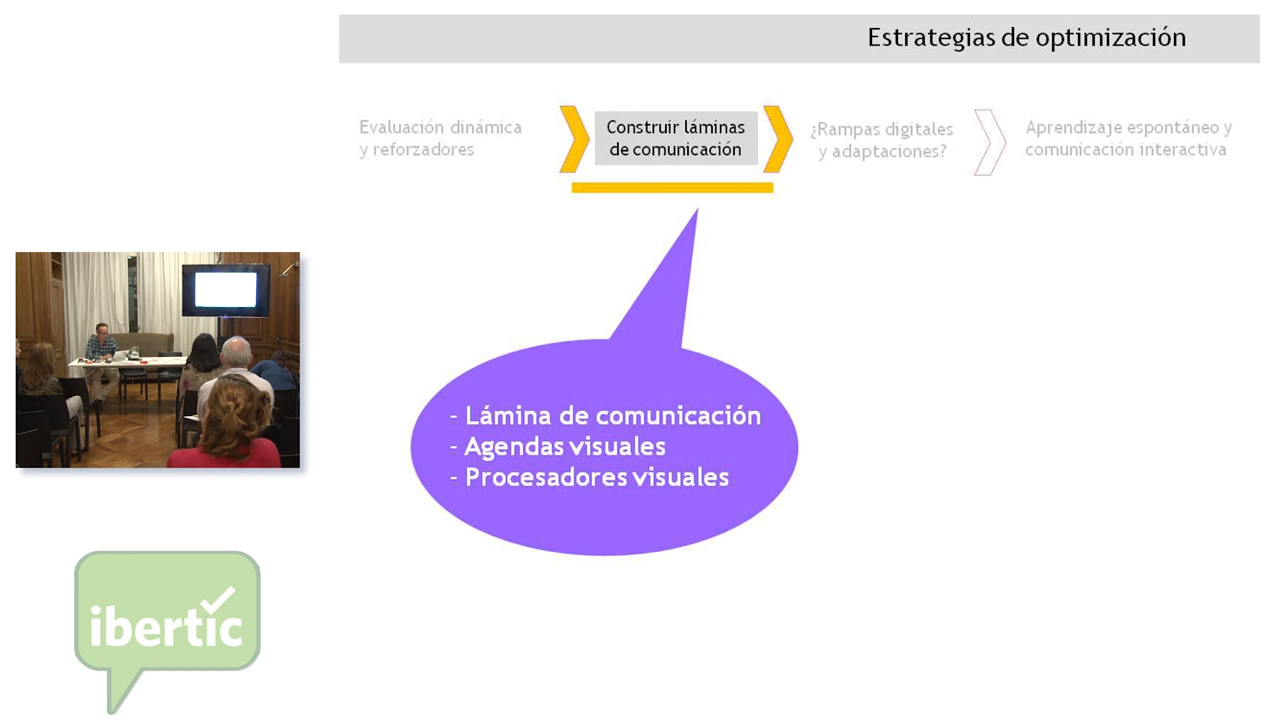 Estrategias de optimización
Evaluación dinámica
y reforzadores
Construir láminas
de comunicación
¿Rampas digitales
y adaptaciones?
Aprendizaje espontáneo y
comunicación interactiva
- Lámina de comunicación
- Agendas visuales
- Procesadores visuales
ibertic